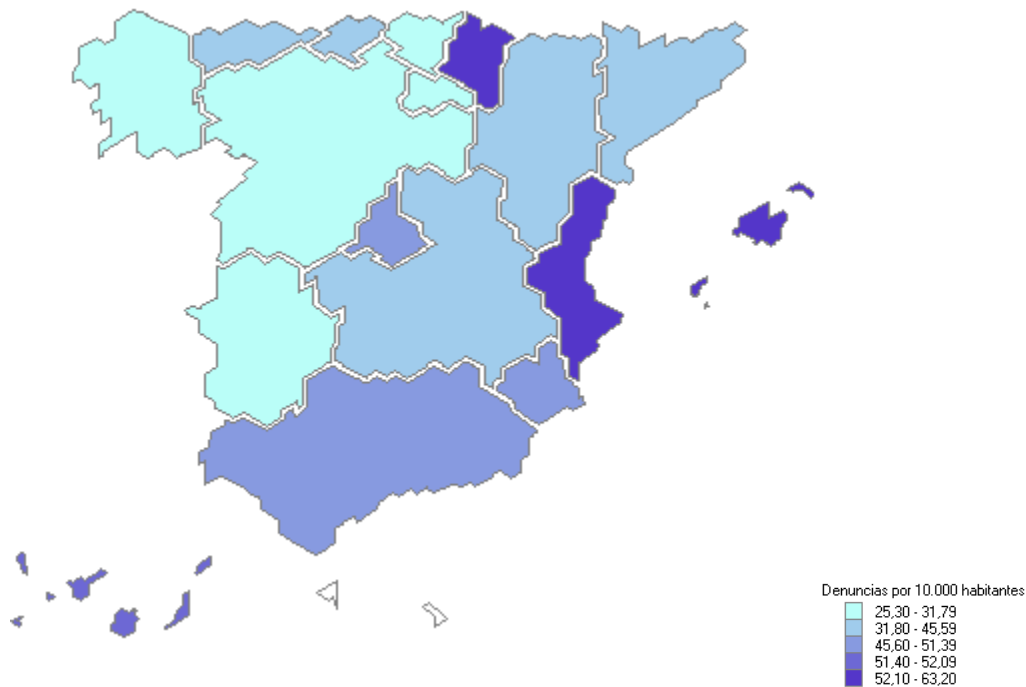 Denuncias por 10.000 habitantes
25,30 - 31,79
31,80 - 45,59
45,60 - 51,39
51,40 - 52,09
52,10 - 63,20